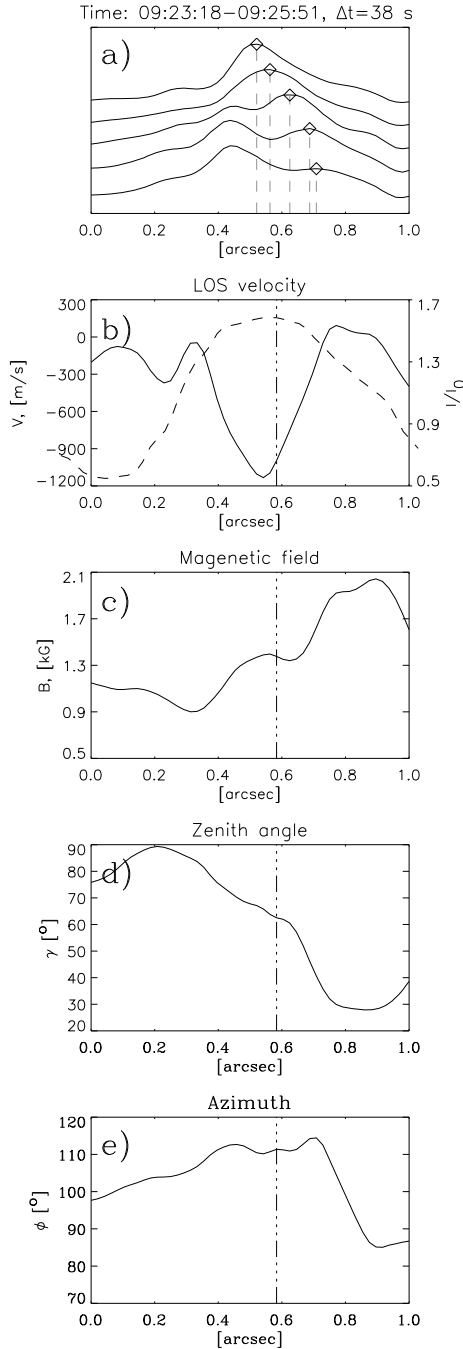 Time: 09:23:18−09:25:51, Δt=38 s
a)
0.0 0.2 0.4 0.6 0.8 1.0
[arcsec]
LOS velocity
b)
300
0
−300
−600
−900
−1200
V, [m/s]
1.7
1.3
0.9
0.5
I/I0
0.0 0.2 0.4 0.6 0.8 1.0
[arcsec]
Magenetic field
c)
2.1
1.7
1.3
0.9
0.5
B, [kG]
0.0 0.2 0.4 0.6 0.8 1.0
[arcsec]
Zenith angle
d)
90
80
70
60
50
40
30
20
γ [°]
0.0 0.2 0.4 0.6 0.8 1.0
[arcsec]
Azimuth
e)
120
110
100
90
80
70
φ [°]
0.0 0.2 0.4 0.6 0.8 1.0
[arcsec]